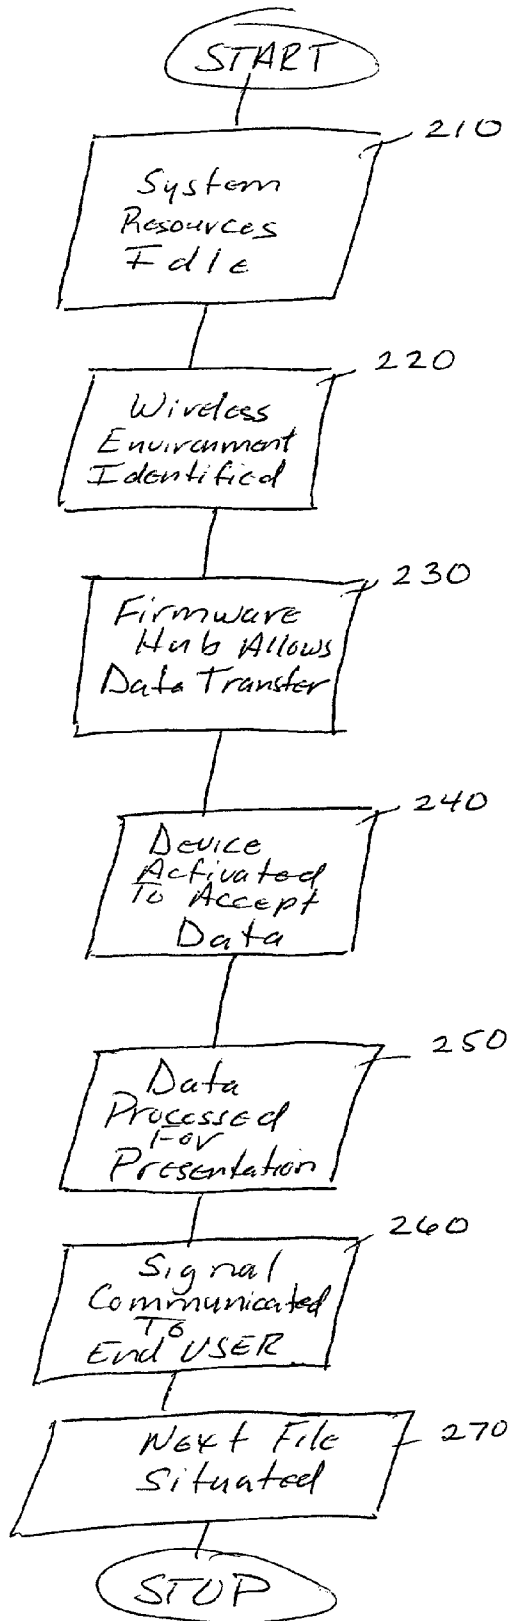 START
210
System
Resources
Idle
220
Wireless
Environment
Identified
230
Firmware
Hub Allows
Data Transfer
240
Device
Activated
To Accept
Data
250
Data
Processed
For
Presentation
260
Signal
Communicated
To
End USER
270
Next File
Situated
STOP